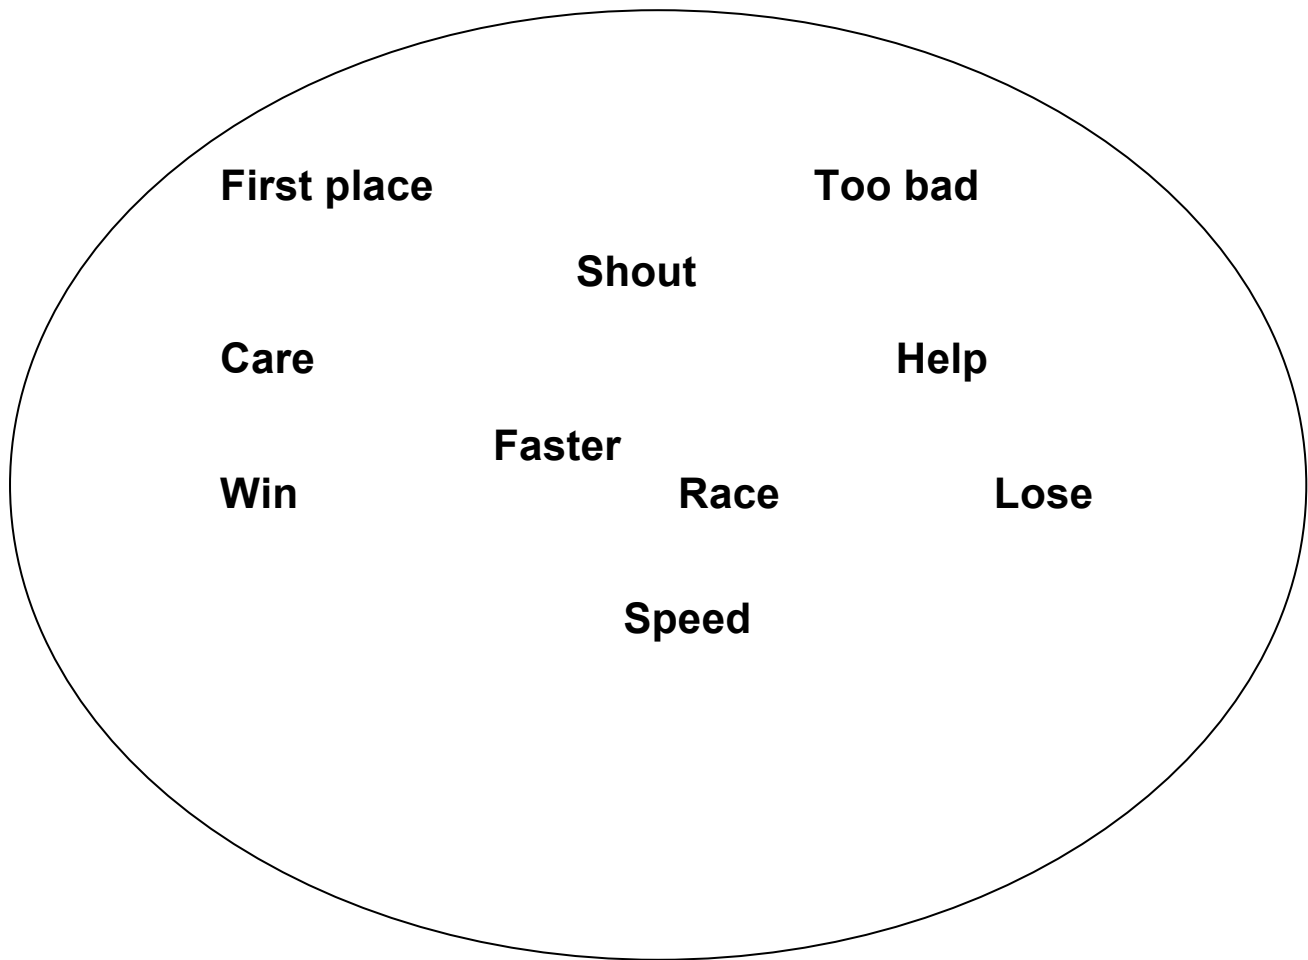 First place Too bad
Shout
Care Help
Faster
Win Race Lose
Speed